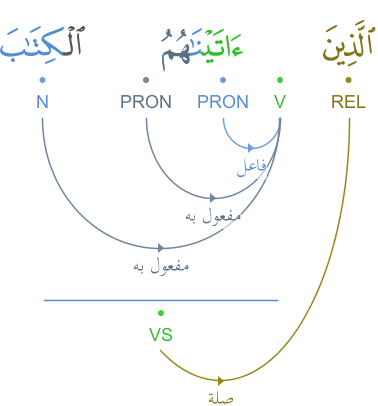 ٱلَّذِينَ ءَاتَيْنَٰهُمُ ٱلْكِتَٰبَ
REL V PRON PRON N
فاعل
مفعول به
مفعول به
VS
صلة